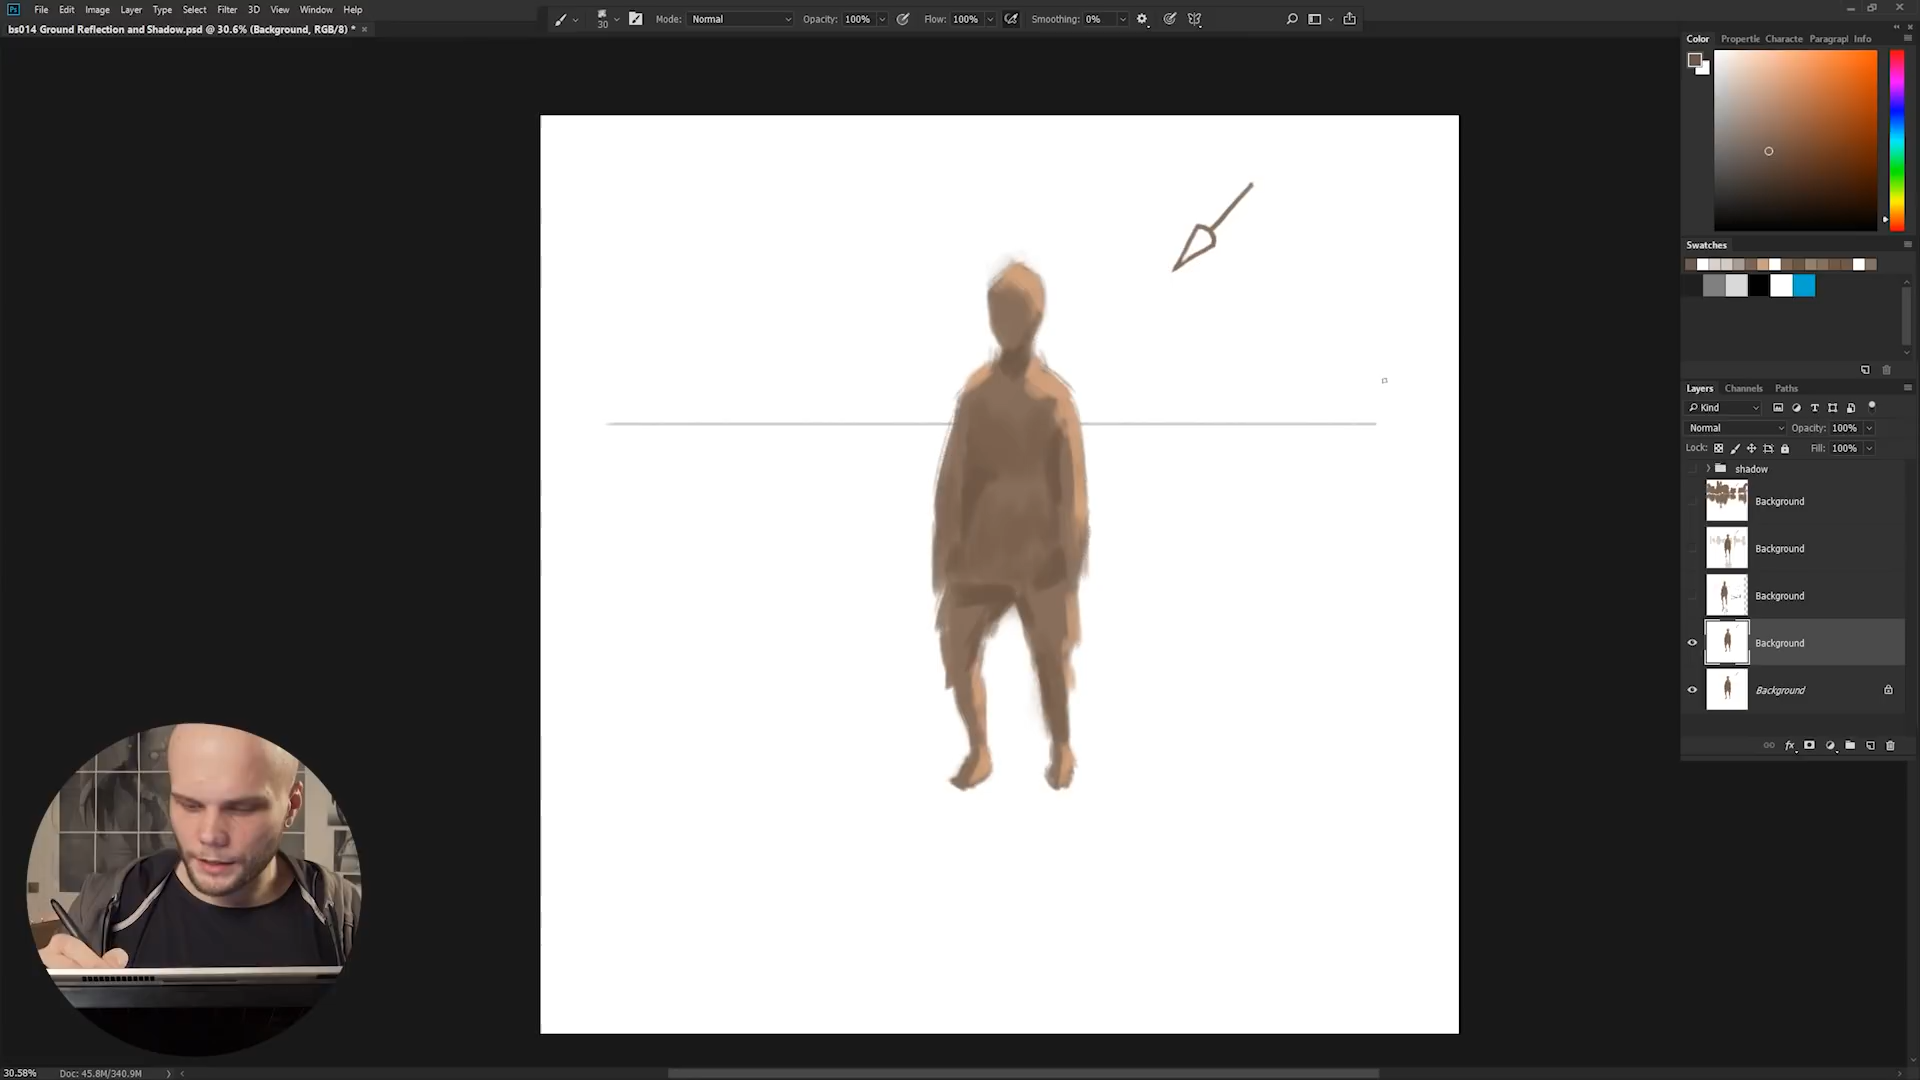 Ps File Edit Image Layer Type Select Filter 3D View Window Help
30 Mode: Normal Opacity: 100% Flow: 100% Smoothing: 0%
bs014 Ground Reflection and Shadow.psd @ 30.6% (Background, RGB/8) *
Color Propertie Characte Paragrapl Info
Swatches
Layers Channels Paths
Kind
Normal Opacity: 100%
Lock: Fill: 100%
shadow
Background
Background
Background
Background
Background
fx
30.58% Doc: 45.8M/340.9M